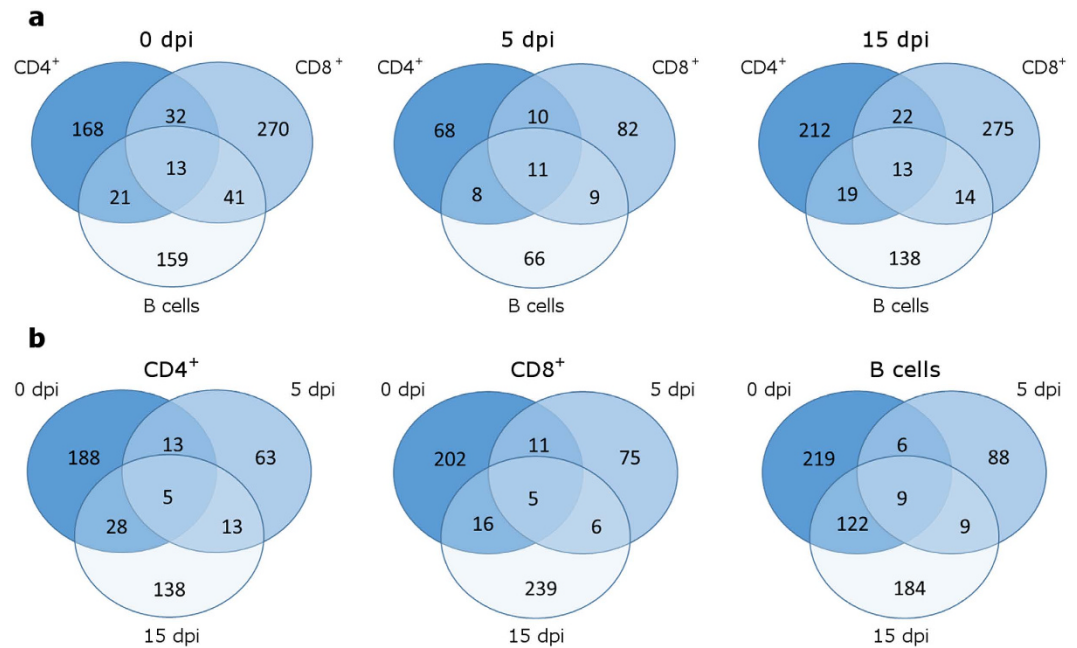 a
0 dpi 5 dpi 15 dpi
CD4⁺ CD8⁺ CD4⁺ CD8⁺ CD4⁺ CD8⁺
168 32 270 68 10 82 212 22 275
13 11 13
21 41 8 9 19 14
159 66 138
B cells B cells B cells
b
CD4⁺ CD8⁺ B cells
0 dpi 5 dpi 0 dpi 5 dpi 0 dpi 5 dpi
188 13 63 202 11 75 219 6 88
5 5 9
28 13 16 6 122 9
138 239 184
15 dpi 15 dpi 15 dpi